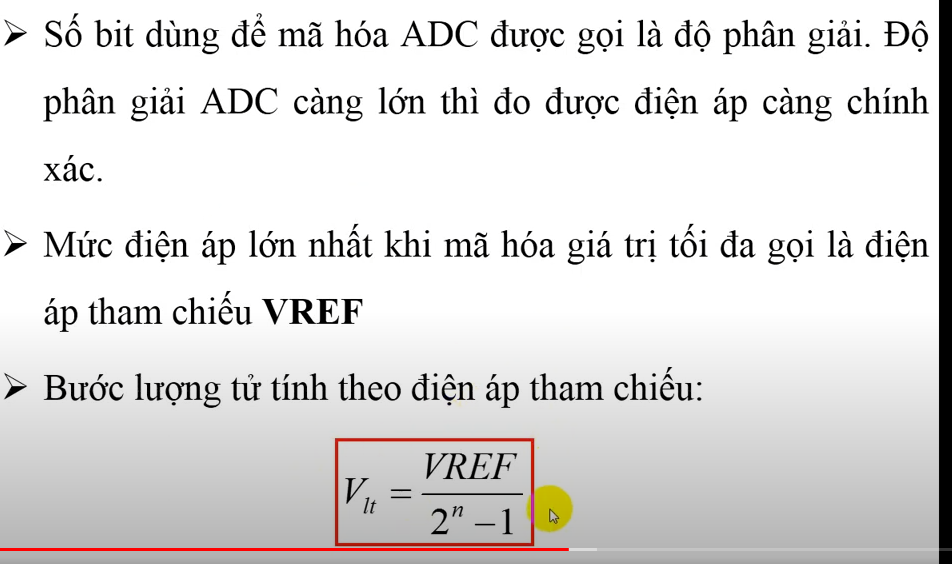 ➢ Số bit dùng để mã hóa ADC được gọi là độ phân giải. Độ
phân giải ADC càng lớn thì đo được điện áp càng chính
xác.
➢ Mức điện áp lớn nhất khi mã hóa giá trị tối đa gọi là điện
áp tham chiếu VREF
➢ Bước lượng tử tính theo điện áp tham chiếu:
V_lt = VREF / (2^n – 1)